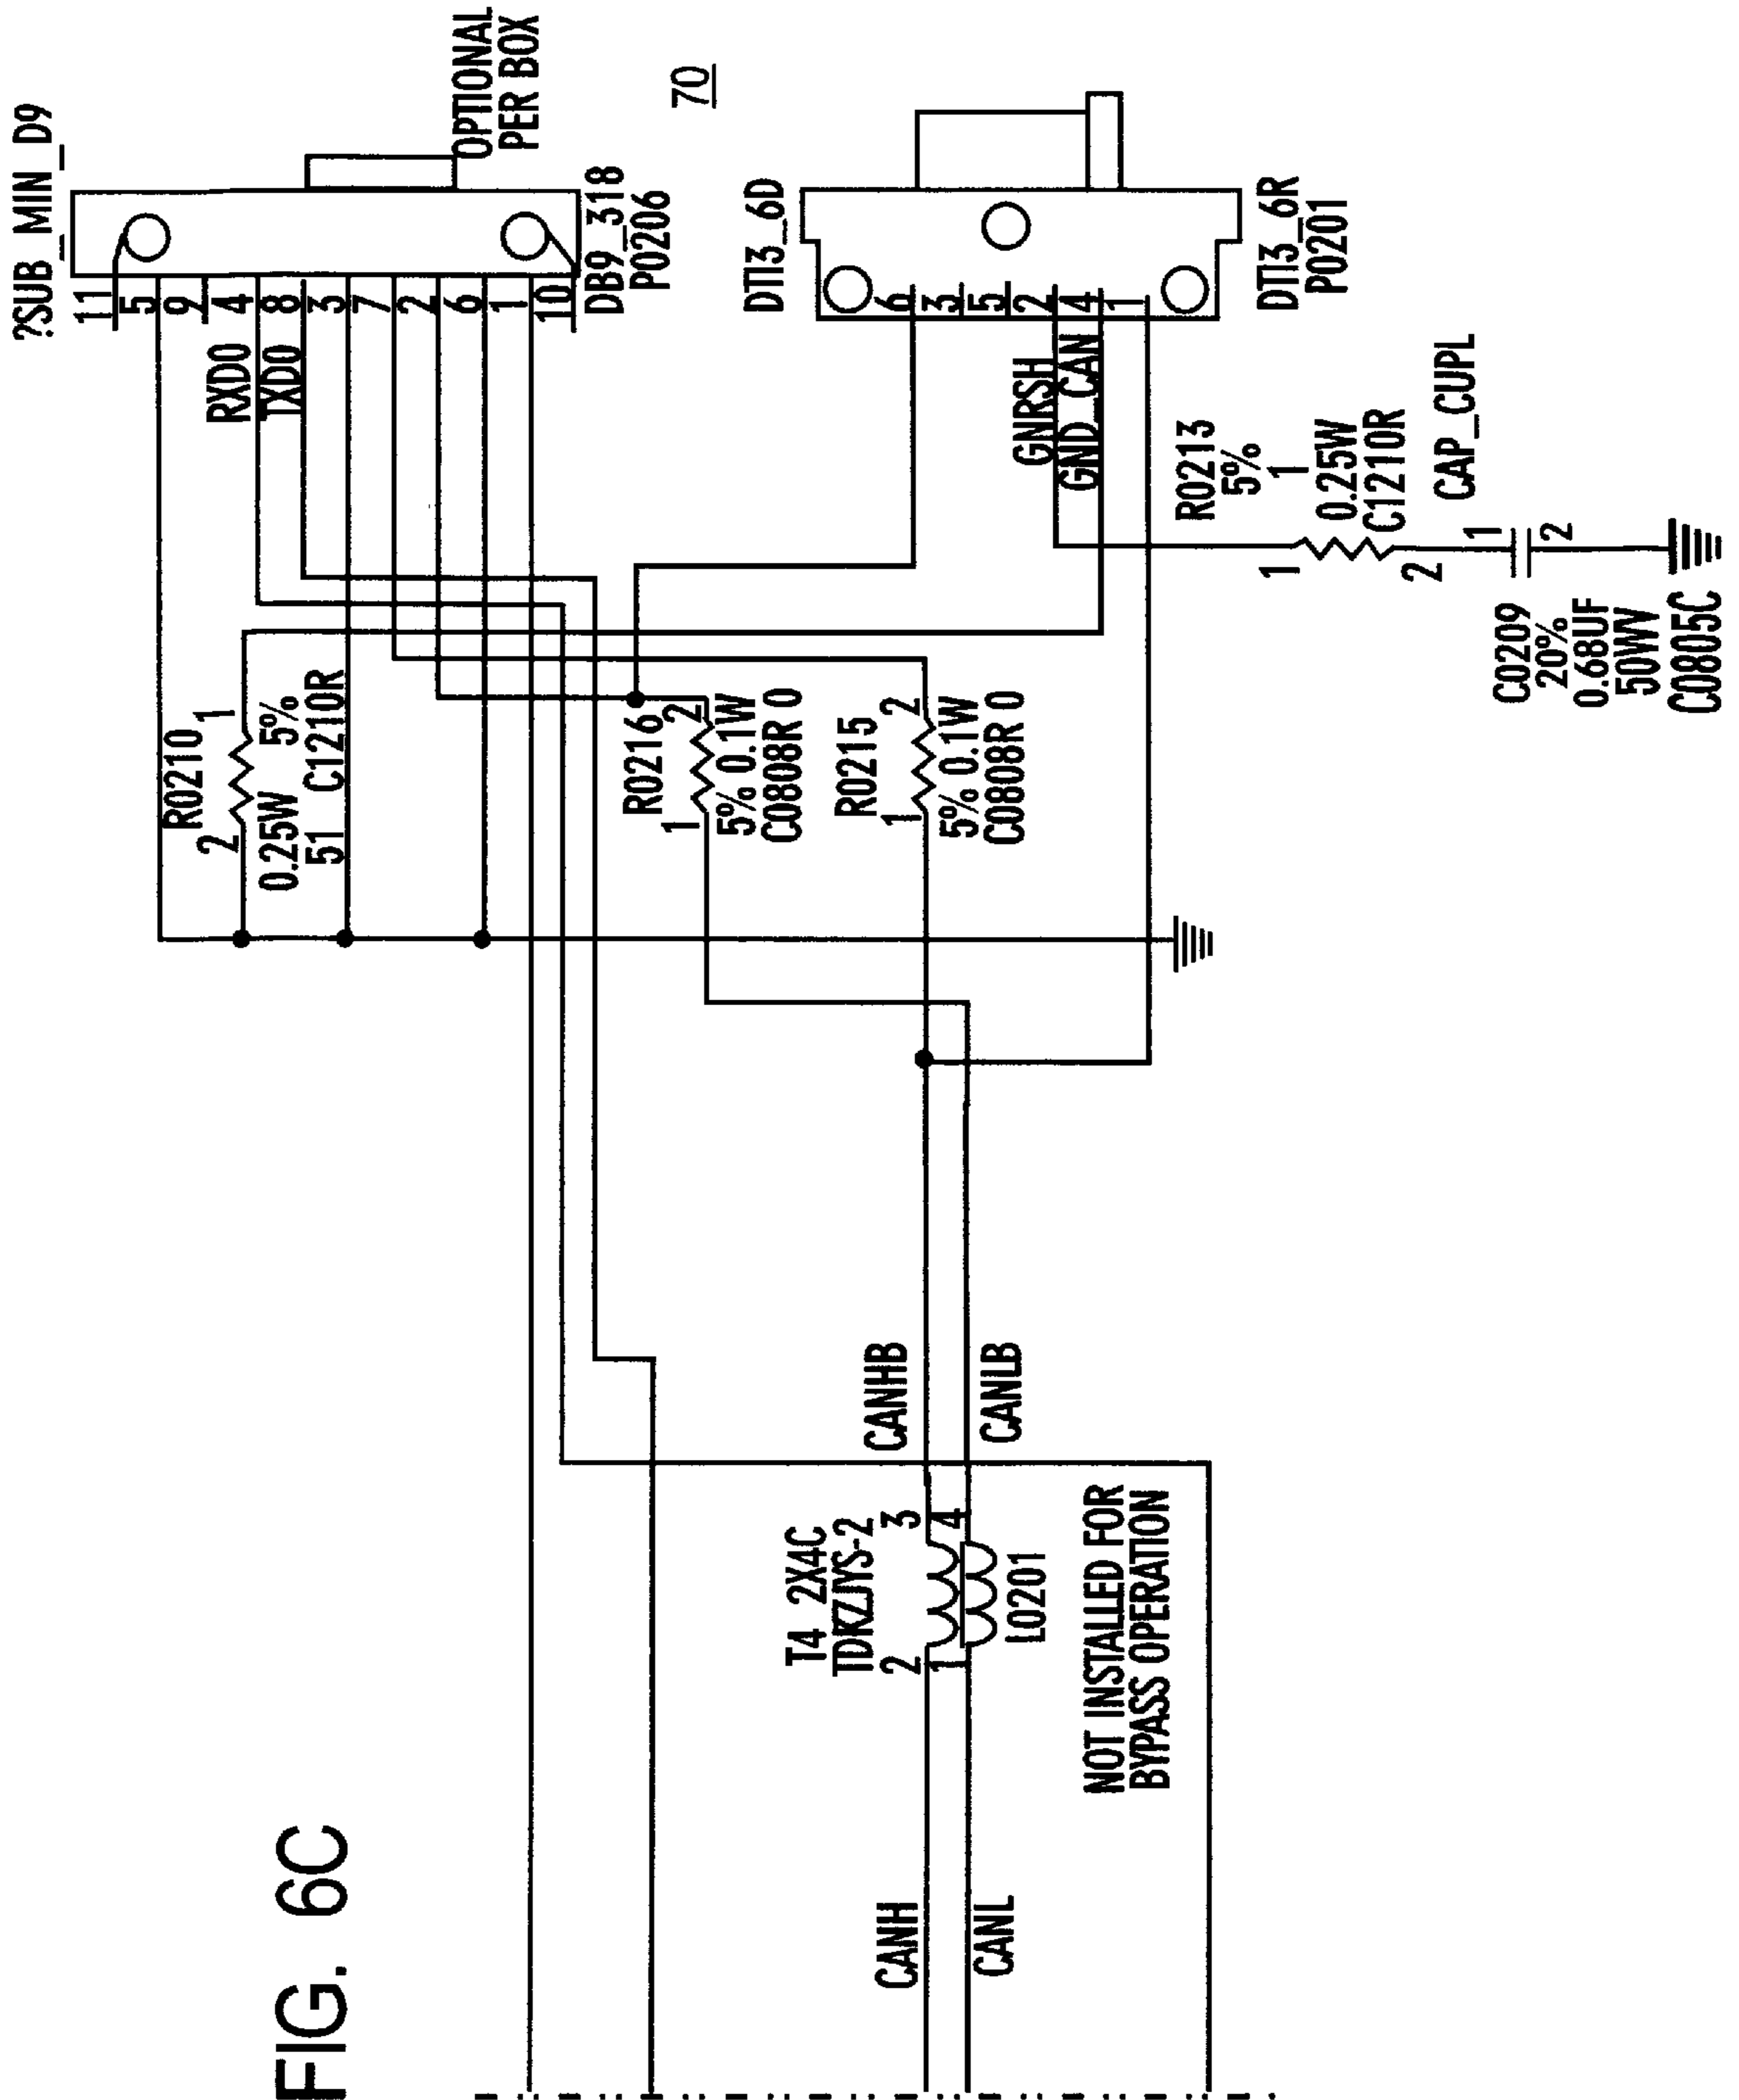 FIG. 6C
?SUB_MIN_D9
11
5
9
4
8
3
7
2
6
1
10
OPTIONAL
PER BOX
DB9_318
P0206
70
RXD0
TXD0
DT13_6D
6
3
5
2
4
1
DT13_6R
P0201
GNRSH
GND_CAN
R0210
1
2
0.25W 5%
51 C1210R
R0216
2
1
5% 0.1W
C0808R 0
R0215
2
1
5% 0.1W
C0808R 0
R0213
5%
1
0.25W
C1210R
1
2
CAP_CUPL
1
2
C0209
20%
0.68UF
50WV
C0805C
CANHB
CANLB
T4_2X4C
TDKZJYS-2
3
4
2
1
L0201
NOT INSTALLED FOR
BYPASS OPERATION
CANH
CANL